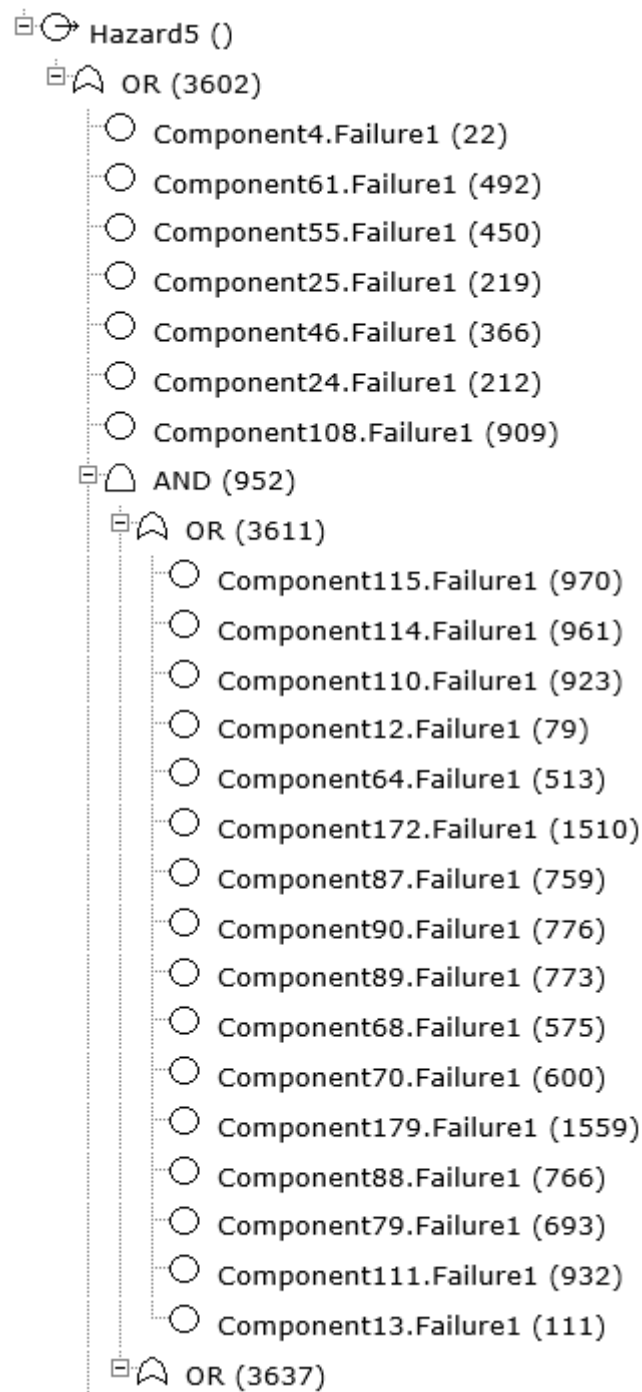 Hazard5 ()
OR (3602)
Component4.Failure1 (22)
Component61.Failure1 (492)
Component55.Failure1 (450)
Component25.Failure1 (219)
Component46.Failure1 (366)
Component24.Failure1 (212)
Component108.Failure1 (909)
AND (952)
OR (3611)
Component115.Failure1 (970)
Component114.Failure1 (961)
Component110.Failure1 (923)
Component12.Failure1 (79)
Component64.Failure1 (513)
Component172.Failure1 (1510)
Component87.Failure1 (759)
Component90.Failure1 (776)
Component89.Failure1 (773)
Component68.Failure1 (575)
Component70.Failure1 (600)
Component179.Failure1 (1559)
Component88.Failure1 (766)
Component79.Failure1 (693)
Component111.Failure1 (932)
Component13.Failure1 (111)
OR (3637)